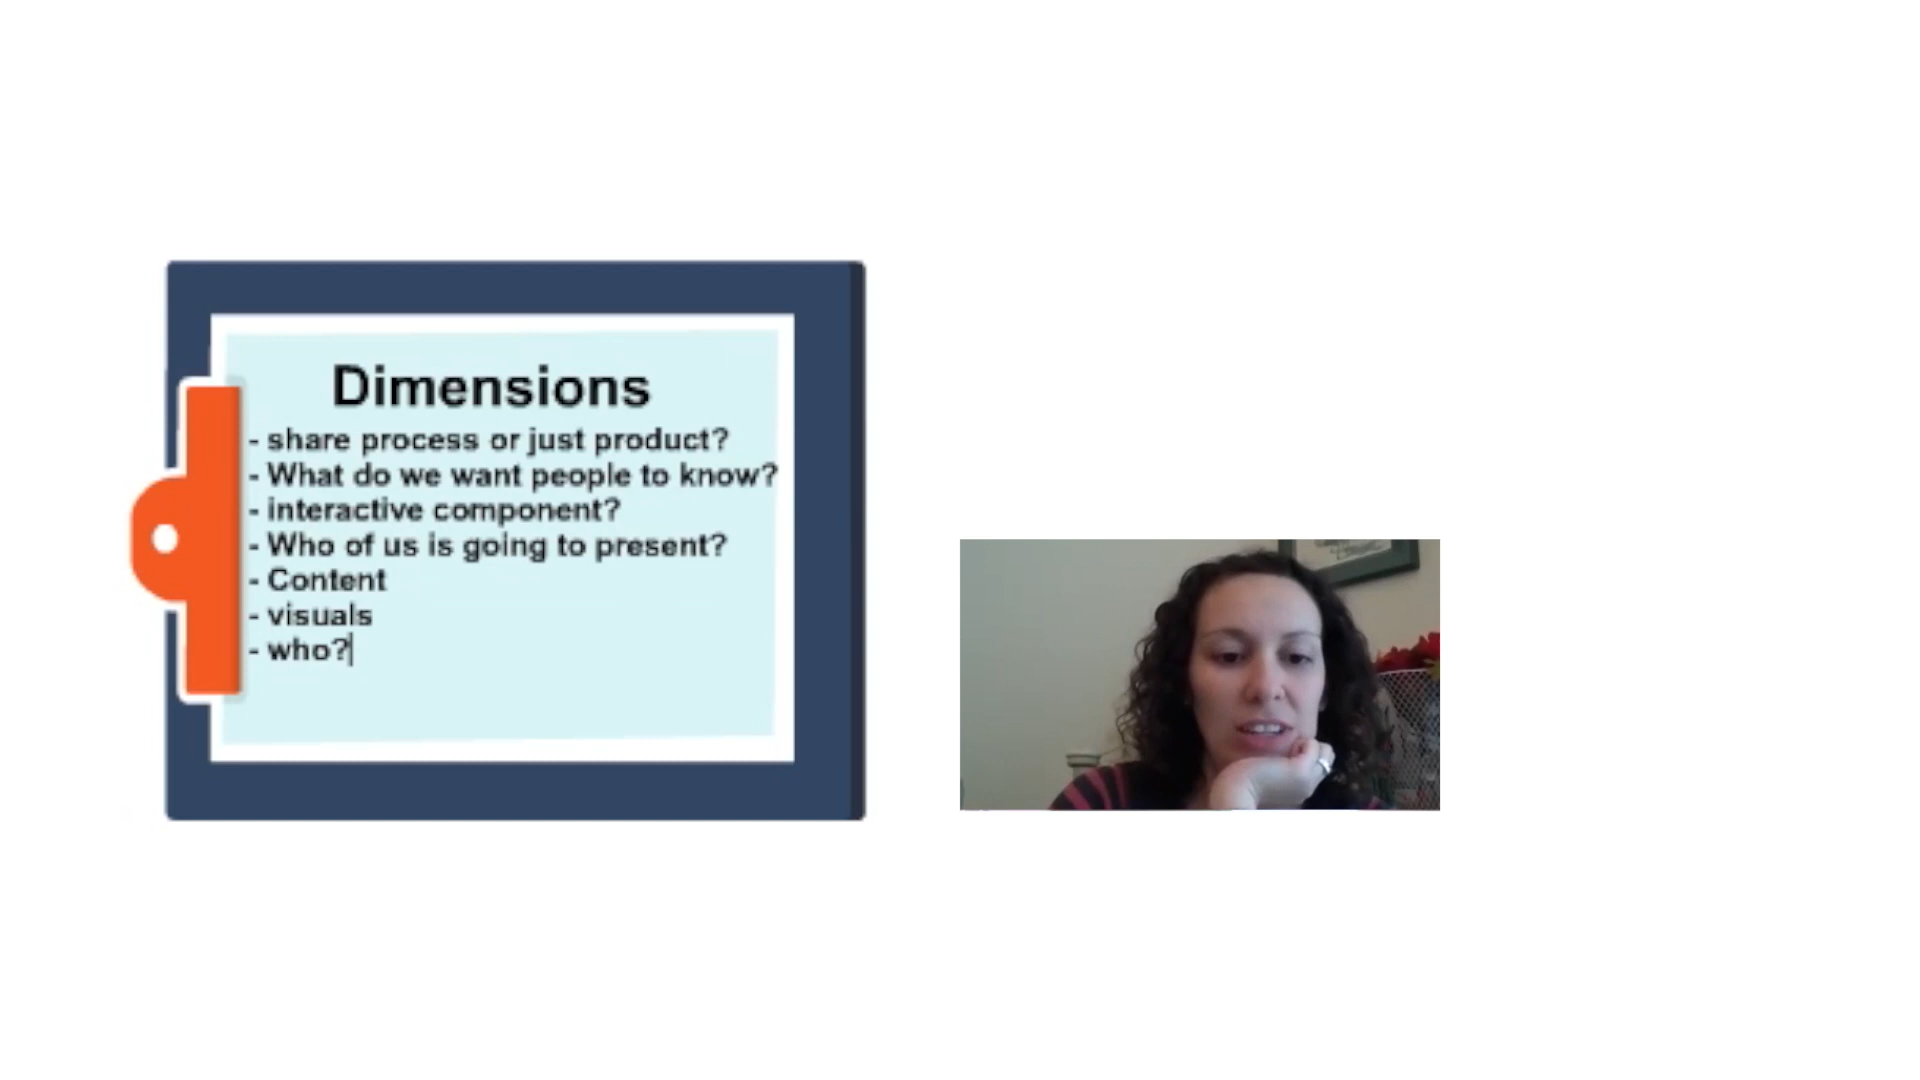 Dimensions
- share process or just product?
- What do we want people to know?
- interactive component?
- Who of us is going to present?
- Content
- visuals
- who?